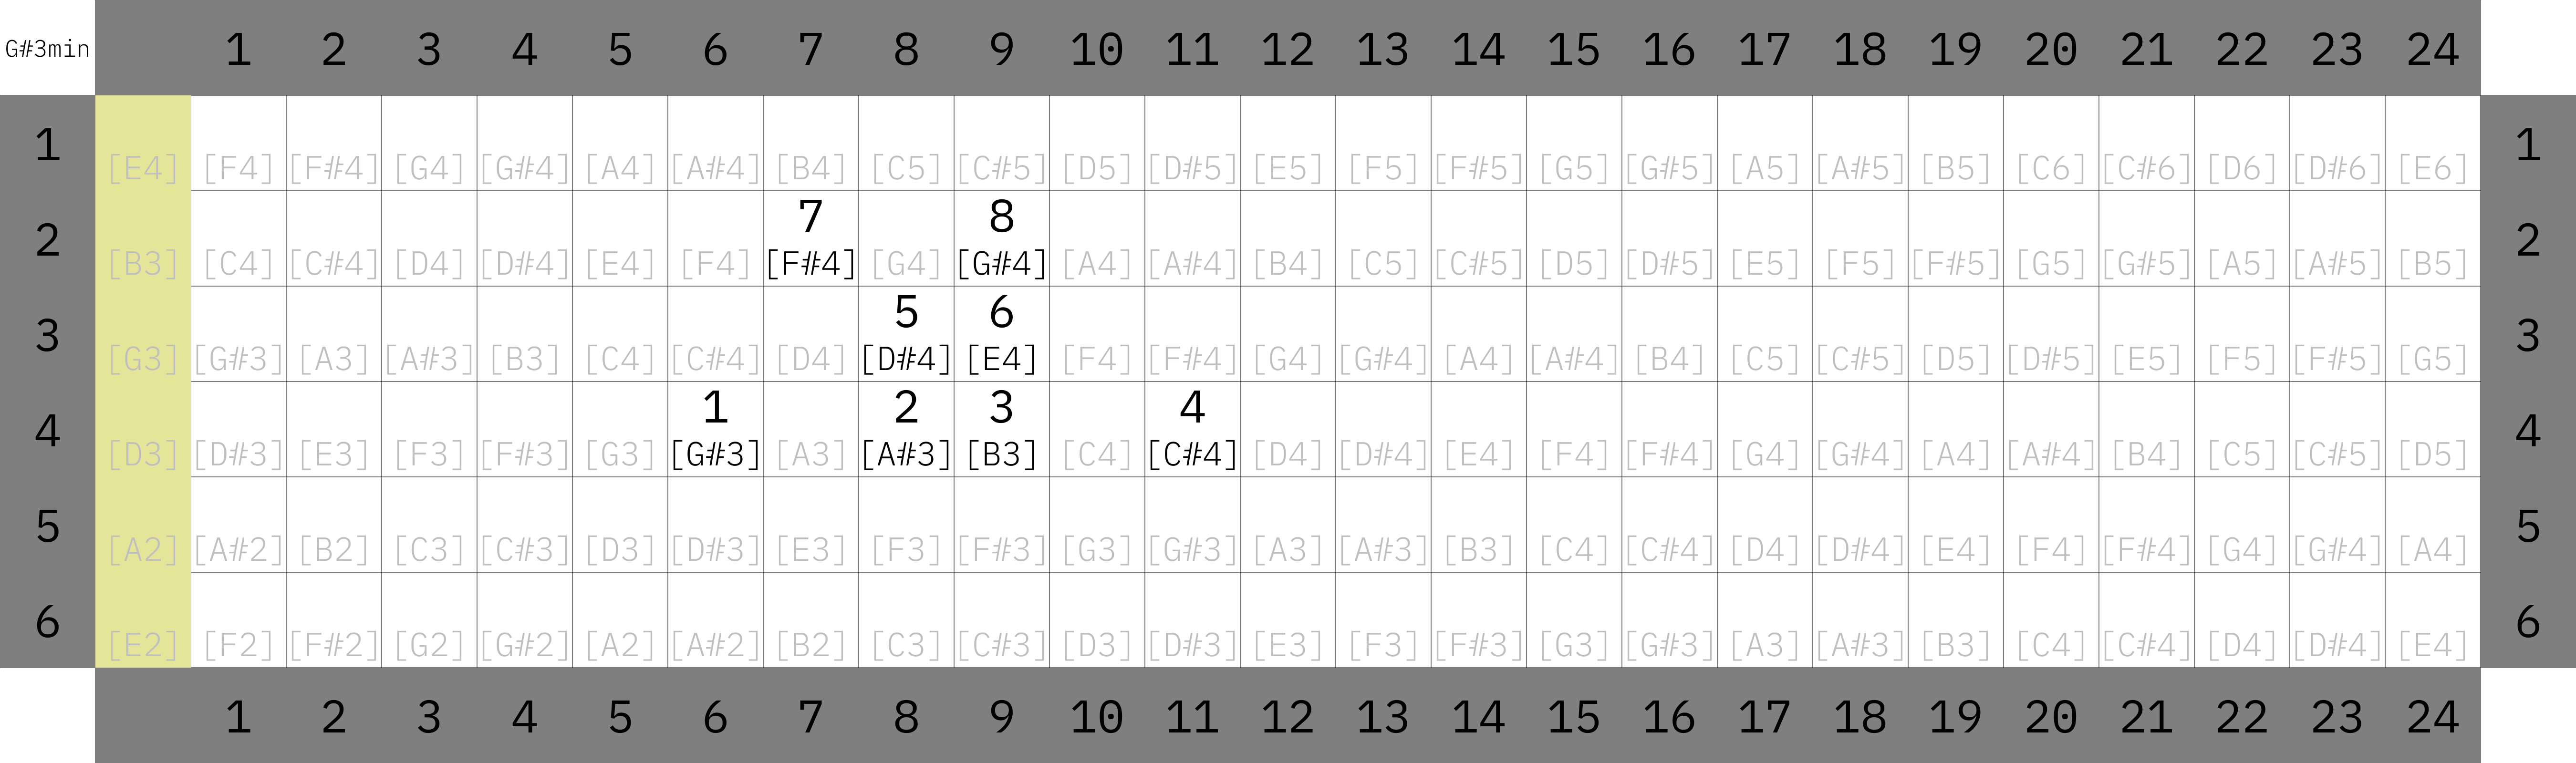 G#3min 1 2 3 4 5 6 7 8 9 10 11 12 13 14 15 16 17 18 19 20 21 22 23 24
1 [E4] [F4] [F#4] [G4] [G#4] [A4] [A#4] [B4] [C5] [C#5] [D5] [D#5] [E5] [F5] [F#5] [G5] [G#5] [A5] [A#5] [B5] [C6] [C#6] [D6] [D#6] [E6] 1
7 8
2 [B3] [C4] [C#4] [D4] [D#4] [E4] [F4] [F#4] [G4] [G#4] [A4] [A#4] [B4] [C5] [C#5] [D5] [D#5] [E5] [F5] [F#5] [G5] [G#5] [A5] [A#5] [B5] 2
5 6
3 [G3] [G#3] [A3] [A#3] [B3] [C4] [C#4] [D4] [D#4] [E4] [F4] [F#4] [G4] [G#4] [A4] [A#4] [B4] [C5] [C#5] [D5] [D#5] [E5] [F5] [F#5] [G5] 3
1 2 3 4
4 [D3] [D#3] [E3] [F3] [F#3] [G3] [G#3] [A3] [A#3] [B3] [C4] [C#4] [D4] [D#4] [E4] [F4] [F#4] [G4] [G#4] [A4] [A#4] [B4] [C5] [C#5] [D5] 4
5 [A2] [A#2] [B2] [C3] [C#3] [D3] [D#3] [E3] [F3] [F#3] [G3] [G#3] [A3] [A#3] [B3] [C4] [C#4] [D4] [D#4] [E4] [F4] [F#4] [G4] [G#4] [A4] 5
6 [E2] [F2] [F#2] [G2] [G#2] [A2] [A#2] [B2] [C3] [C#3] [D3] [D#3] [E3] [F3] [F#3] [G3] [G#3] [A3] [A#3] [B3] [C4] [C#4] [D4] [D#4] [E4] 6
1 2 3 4 5 6 7 8 9 10 11 12 13 14 15 16 17 18 19 20 21 22 23 24